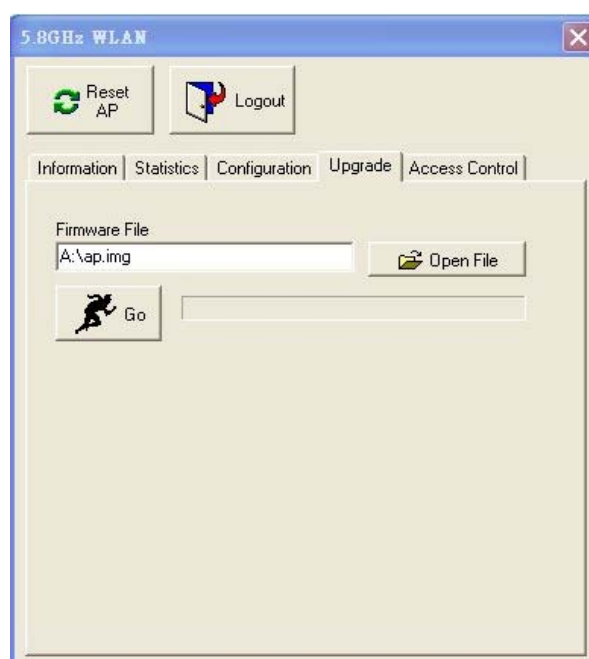 5.8GHz WLAN
Reset
AP
Logout
Information Statistics Configuration Upgrade Access Control
Firmware File
A:\ap.img
Open File
Go